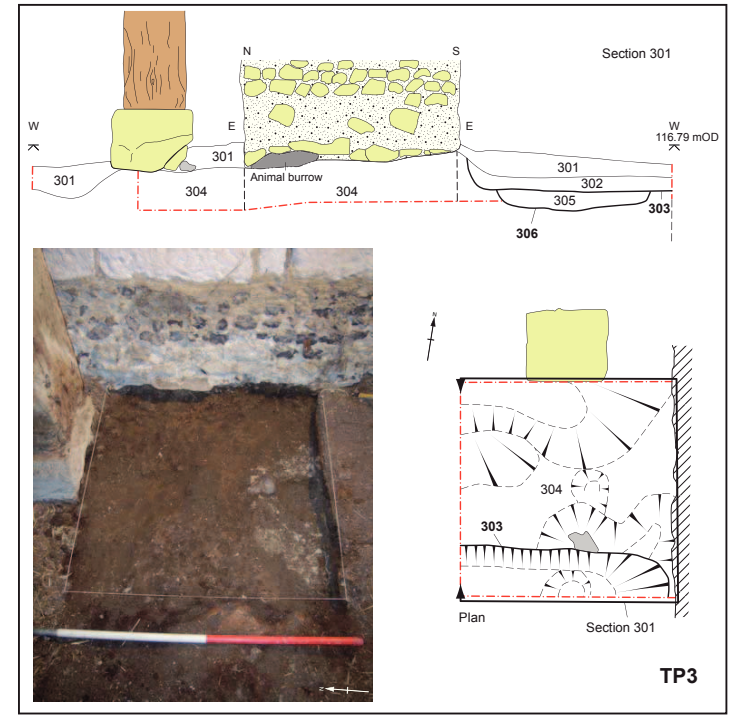 N
S
Section 301
W
E
E
W
116.79 mOD
301
301
Animal burrow
301
304
304
302
305
303
306
N
N
304
303
Plan
Section 301
TP3